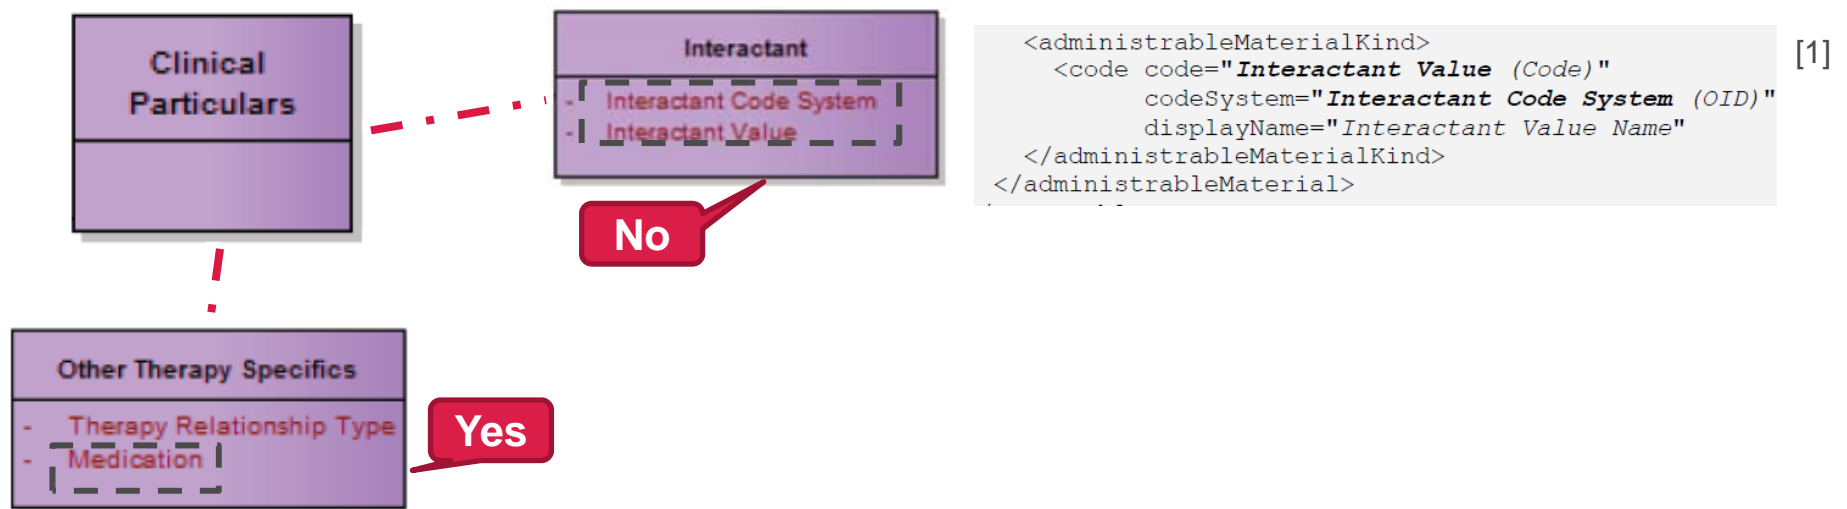 Clinical
Particulars
Interactant
- Interactant Code System
- Interactant Value
No
<administrableMaterialKind>
<code code="Interactant Value (Code)"
codeSystem="Interactant Code System (OID)"
displayName="Interactant Value Name"
</administrableMaterialKind>
</administrableMaterial>
[1]
Other Therapy Specifics
- Therapy Relationship Type
- Medication
Yes